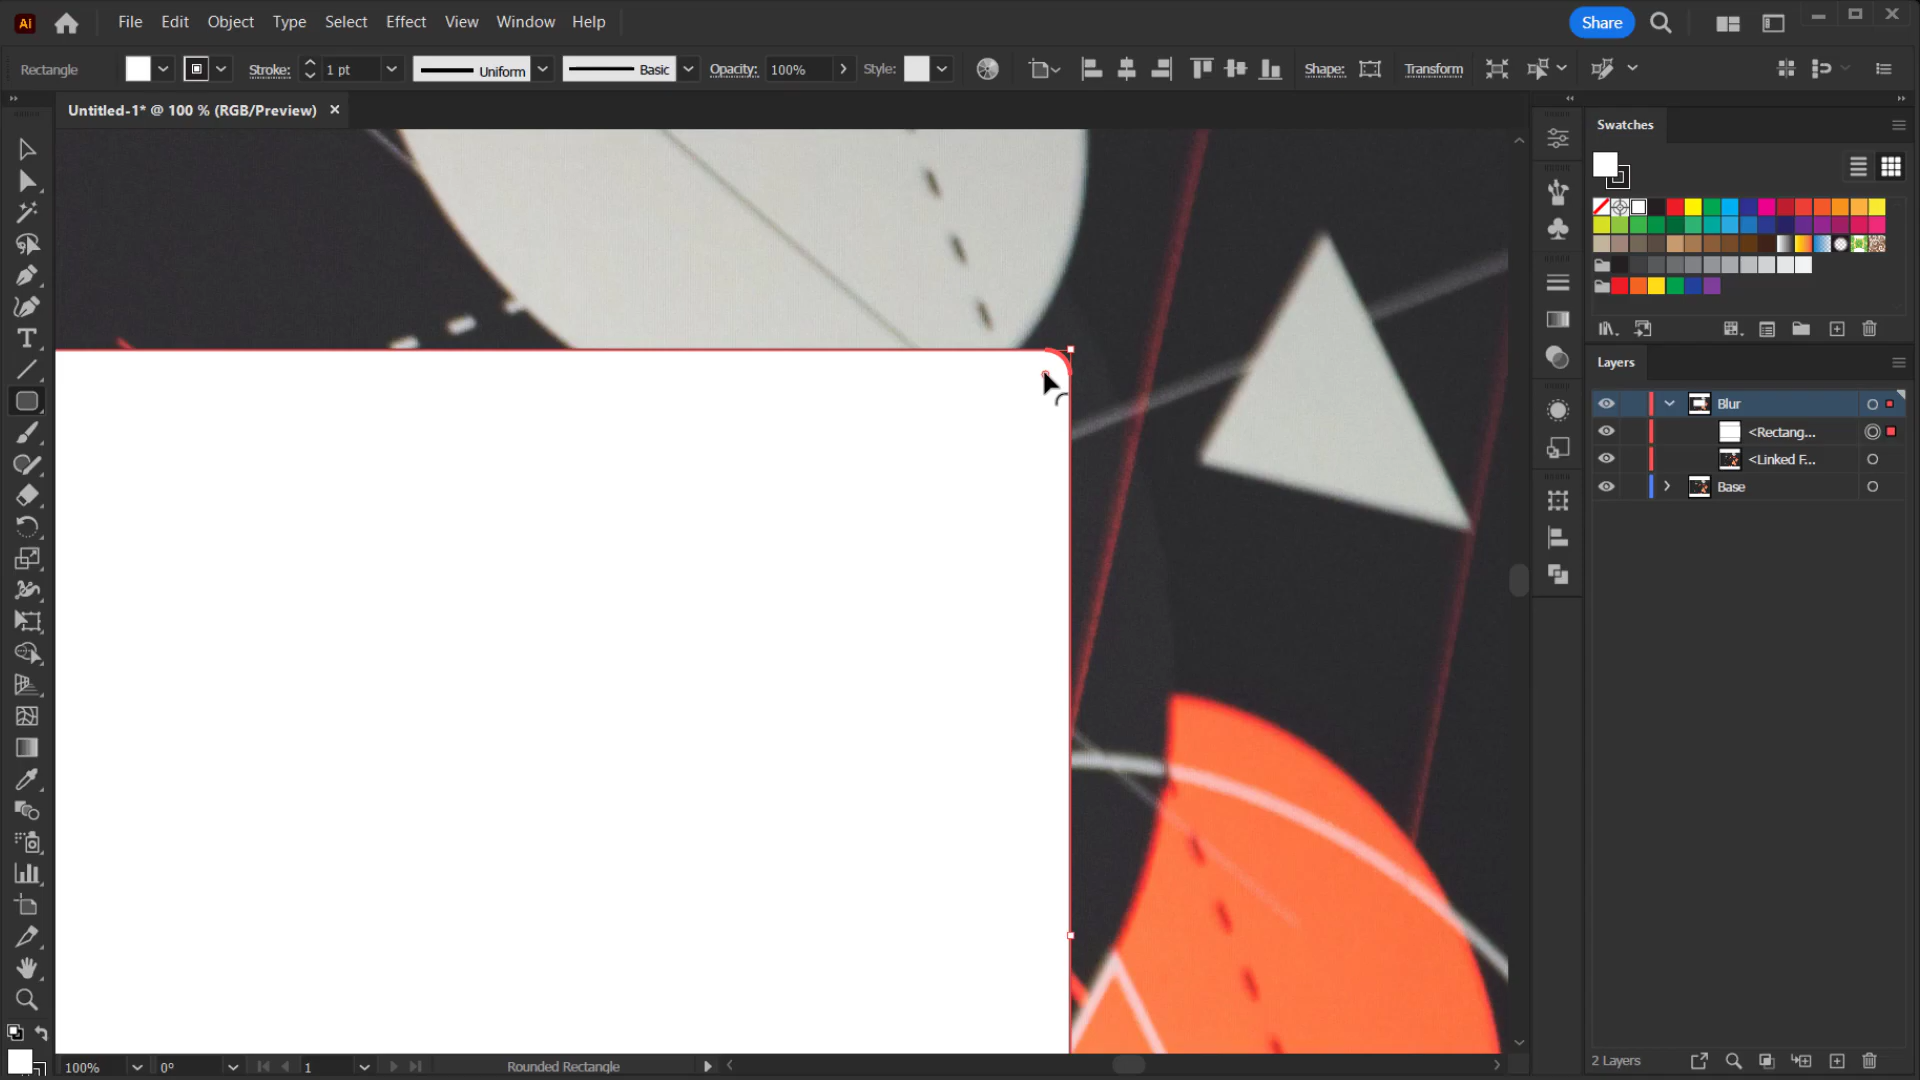 Ai File Edit Object Type Select Effect View Window Help Share
Rectangle Stroke: 1 pt Uniform Basic Opacity: 100% Style: Shape: Transform
Untitled-1* @ 100 % (RGB/Preview) ×
Swatches
Layers
Blur
<Rectang...
<Linked F...
Base
100% 0° 1 Rounded Rectangle 2 Layers